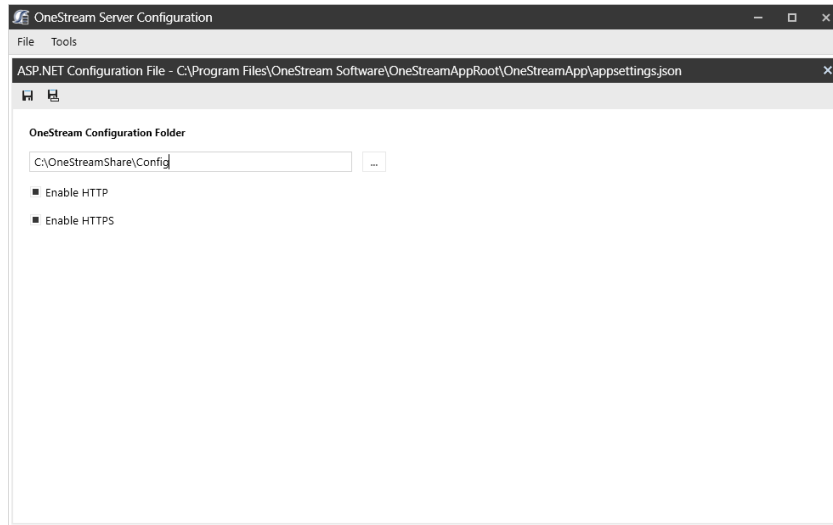 OneStream Server Configuration
File Tools
ASP.NET Configuration File - C:\Program Files\OneStream Software\OneStreamAppRoot\OneStreamApp\appsettings.json
OneStream Configuration Folder
C:\OneStreamShare\Config
...
Enable HTTP
Enable HTTPS